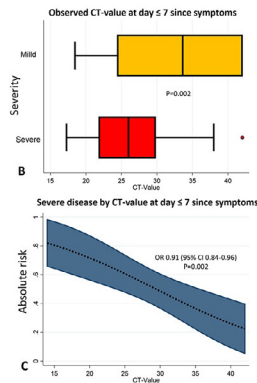 Observed CT-value at day ≤ 7 since symptoms
Severity
Milld
Severe
P=0.002
15 20 25 30 35 40
CT-Value
B
Severe disease by CT-value at day ≤ 7 since symptoms
Absolute risk
1
.8
.6
.4
.2
0
OR 0.91 (95% CI 0.84-0.96)
P=0.002
15 20 25 30 35 40
CT-Value
C